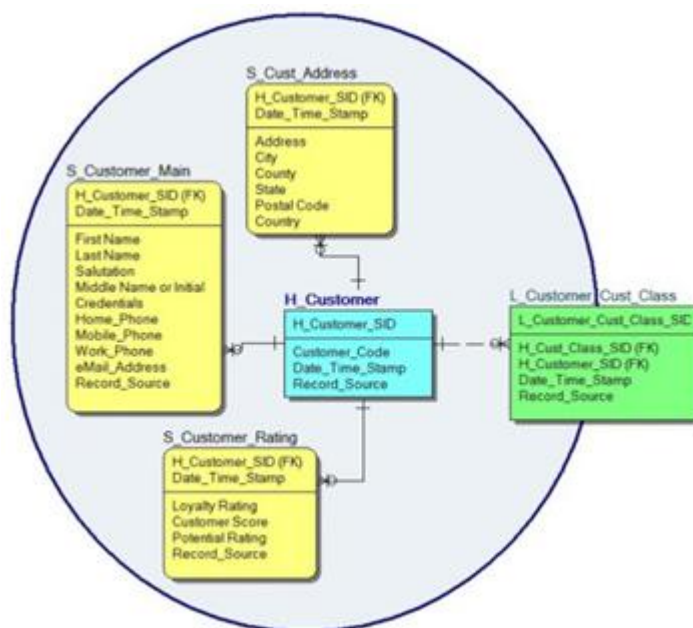 S_Cust_Address
H_Customer_SID (FK)
Date_Time_Stamp
Address
City
County
State
Postal Code
Country
S_Customer_Main
H_Customer_SID (FK)
Date_Time_Stamp
First Name
Last Name
Salutation
Middle Name or Initial
Credentials
Home_Phone
Mobile_Phone
Work_Phone
eMail_Address
Record_Source
H_Customer
H_Customer_SID
Customer_Code
Date_Time_Stamp
Record_Source
L_Customer_Cust_Class
L_Customer_Cust_Class_SID
H_Cust_Class_SID (FK)
H_Customer_SID (FK)
Date_Time_Stamp
Record_Source
S_Customer_Rating
H_Customer_SID (FK)
Date_Time_Stamp
Loyalty Rating
Customer Score
Potential Rating
Record_Source